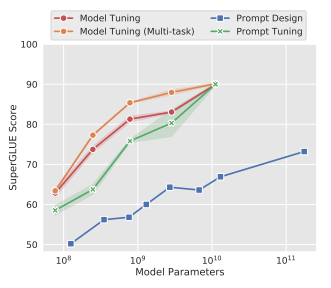 Model Tuning
Model Tuning (Multi-task)
Prompt Design
Prompt Tuning
SuperGLUE Score
100
90
80
70
60
50
10⁸
10⁹
10¹⁰
10¹¹
Model Parameters